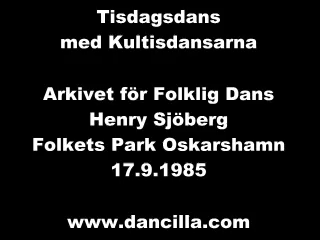 Tisdagsdans
med Kultisdansarna
Arkivet för Folklig Dans
Henry Sjöberg
Folkets Park Oskarshamn
17.9.1985
www.dancilla.com